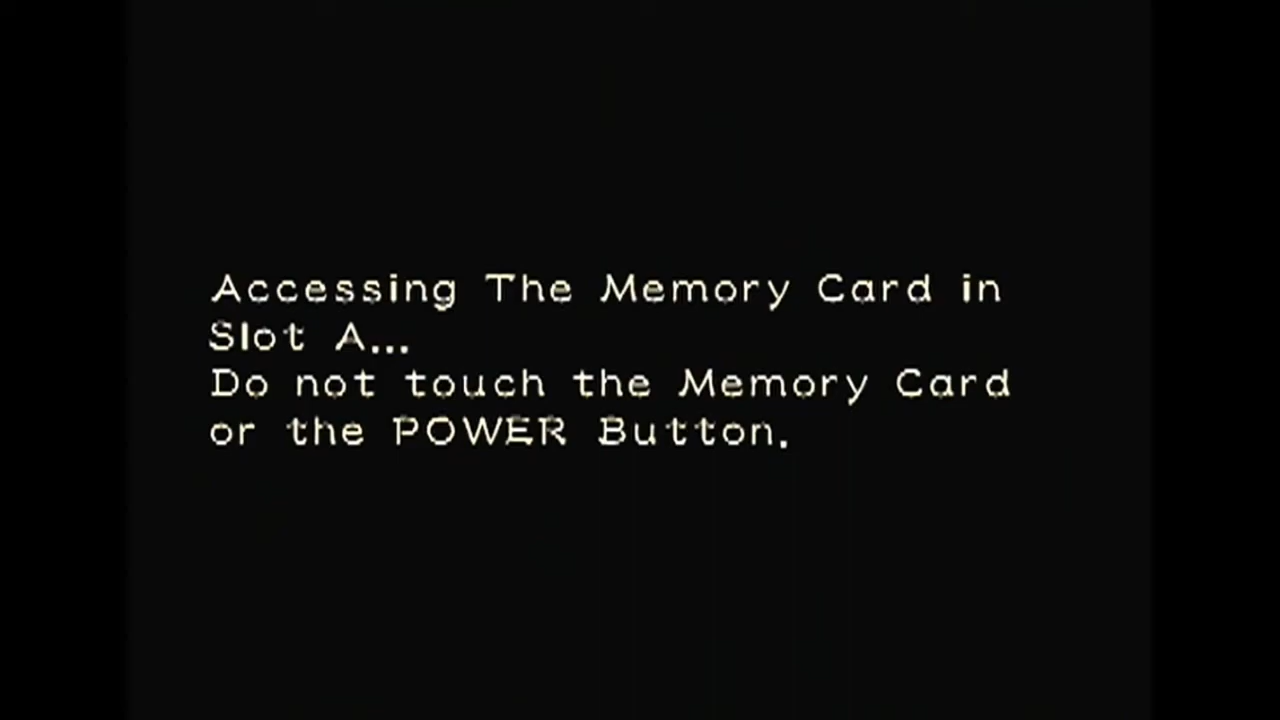 Accessing The Memory Card in
Slot A...
Do not touch the Memory Card
or the POWER Button.